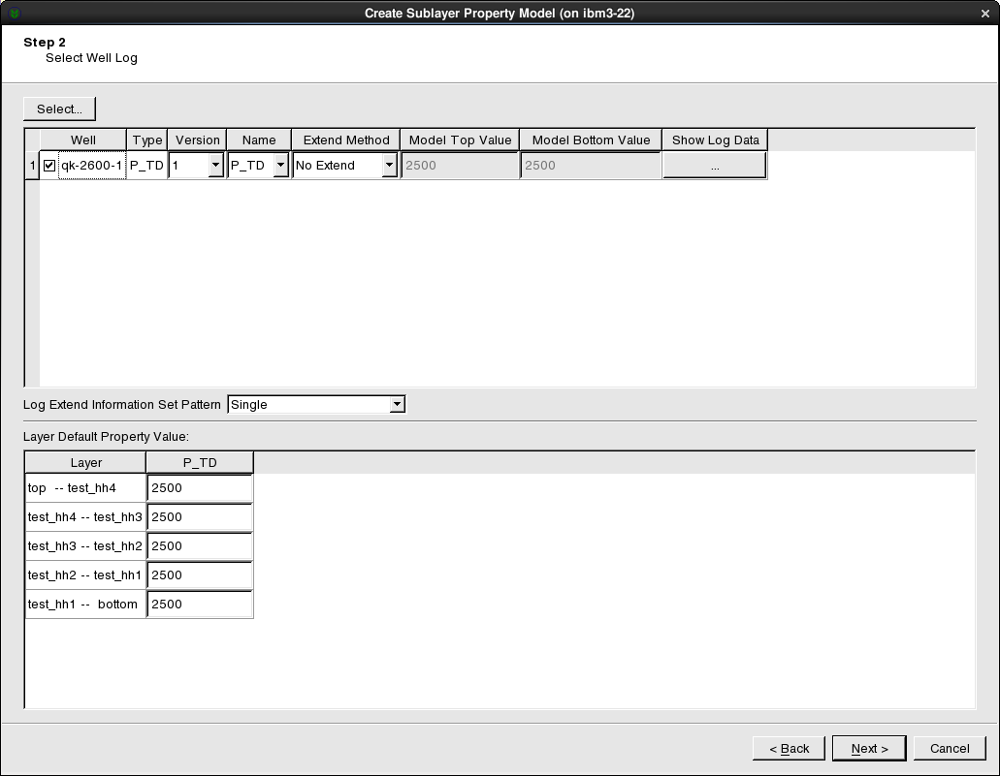 Create Sublayer Property Model (on ibm3-22)
Step 2
Select Well Log
Select...
Well Type Version Name Extend Method Model Top Value Model Bottom Value Show Log Data
1 qk-2600-1 P_TD 1 P_TD No Extend 2500 2500 ...
Log Extend Information Set Pattern Single
Layer Default Property Value:
Layer P_TD
top -- test_hh4 2500
test_hh4 -- test_hh3 2500
test_hh3 -- test_hh2 2500
test_hh2 -- test_hh1 2500
test_hh1 -- bottom 2500
< Back Next > Cancel